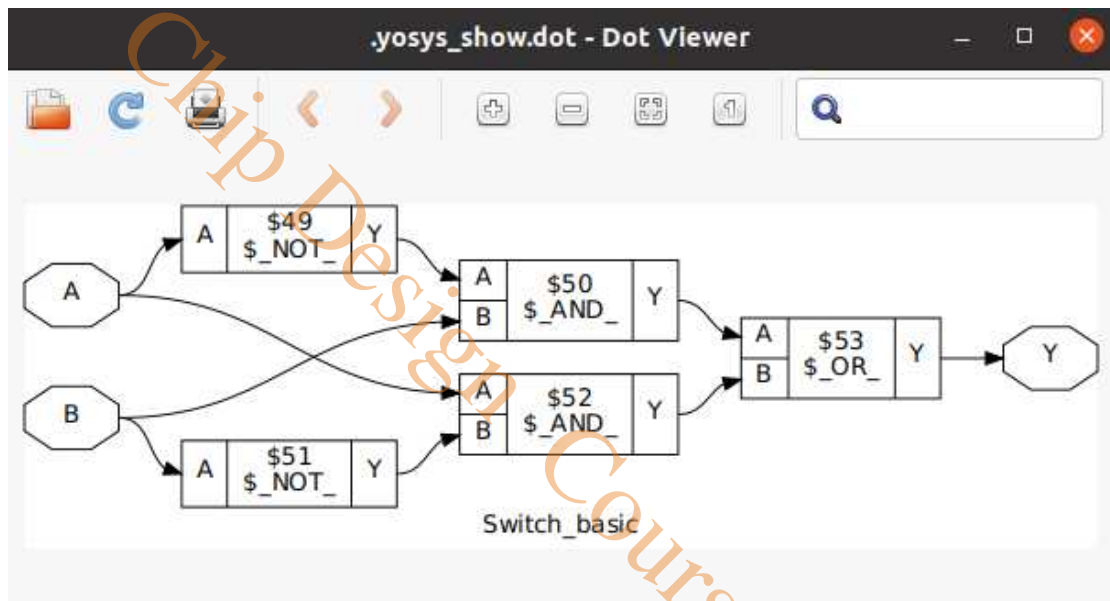 .yosys_show.dot - Dot Viewer
A
$49
$_NOT_
Y
A
A
B
$50
$_AND_
Y
A
B
$53
$_OR_
Y
Y
B
A
B
$52
$_AND_
Y
A
$51
$_NOT_
Y
Switch_basic
Chip Design Cours